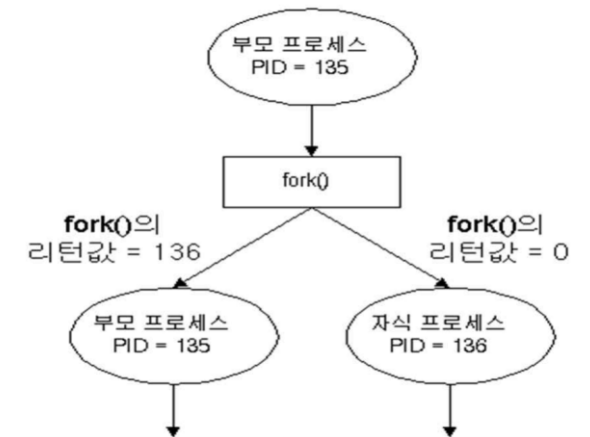 부모 프로세스
PID = 135
fork()
fork()의
리턴값 = 136
fork()의
리턴값 = 0
부모 프로세스
PID = 135
자식 프로세스
PID = 136